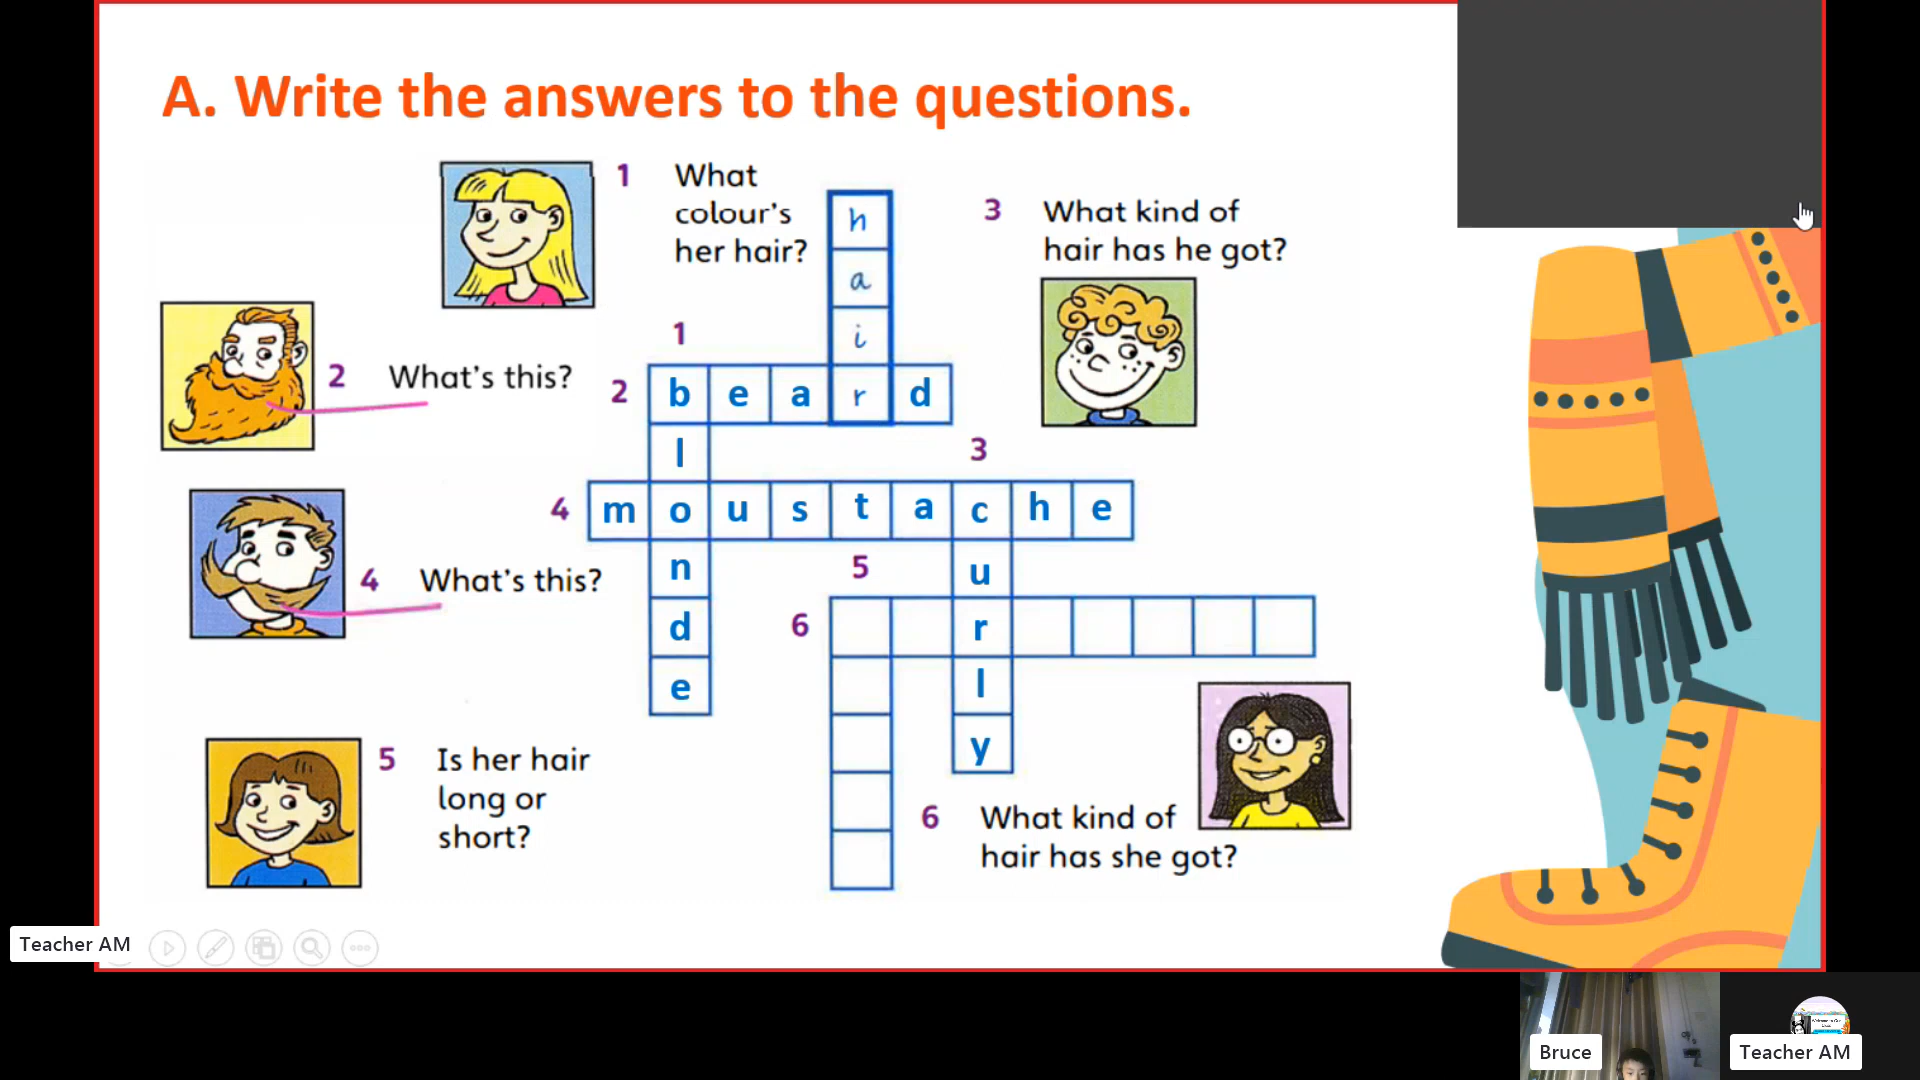 A. Write the answers to the questions.
1 What
colour's
her hair?
h
a
i
r
3 What kind of
hair has he got?
2 What's this?
1
2 b e a r d
l
3
4 m o u s t a c h e
4 What's this?
n
5
u
d
6
r
e
l
y
5 Is her hair
long or
short?
6 What kind of
hair has she got?
Teacher AM
Bruce
Teacher AM